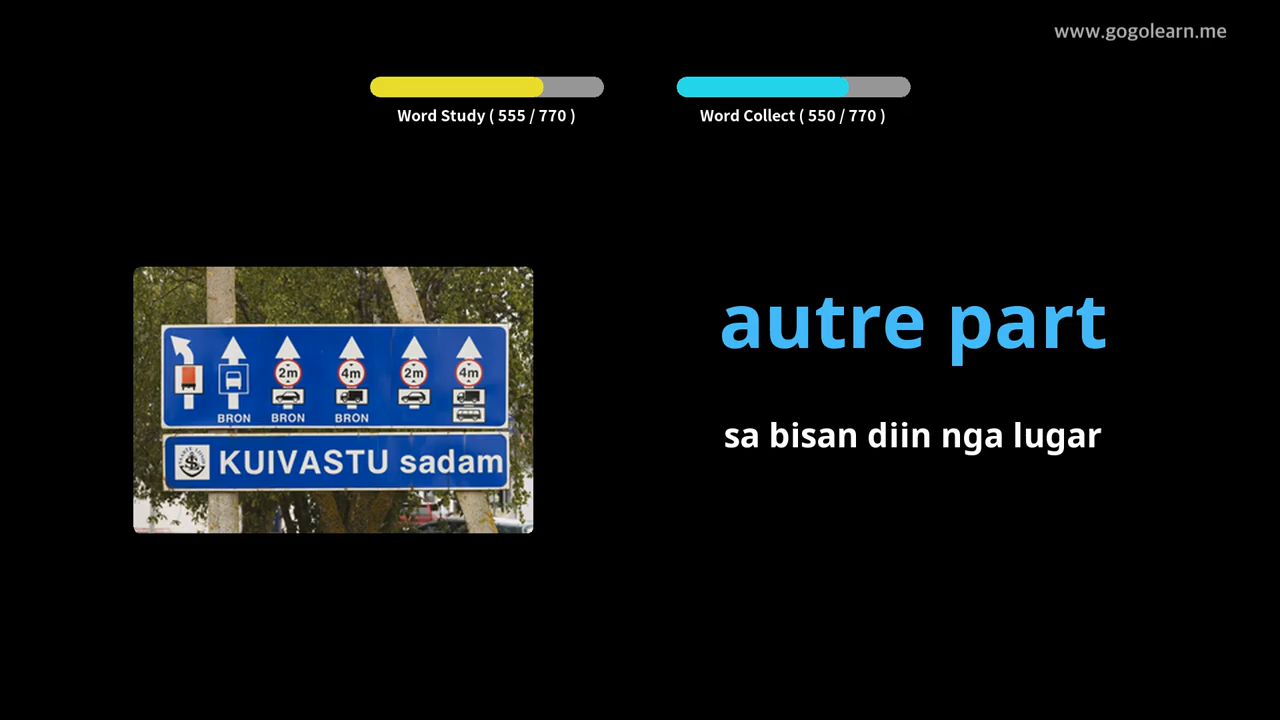 www.gogolearn.me
Word Study ( 555 / 770 )
Word Collect ( 550 / 770 )
autre part
sa bisan diin nga lugar
2m 4m 2m 4m
BRON BRON BRON
KUIVASTU sadam